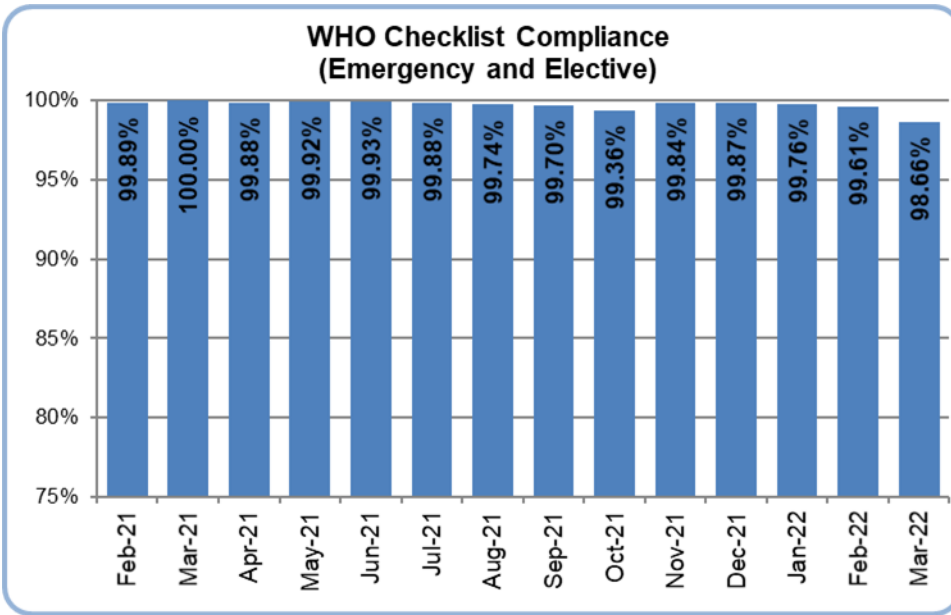 WHO Checklist Compliance
(Emergency and Elective)
100%
95%
90%
85%
80%
75%
99.89%
100.00%
99.88%
99.92%
99.93%
99.88%
99.74%
99.70%
99.36%
99.84%
99.87%
99.76%
99.61%
98.66%
Feb-21
Mar-21
Apr-21
May-21
Jun-21
Jul-21
Aug-21
Sep-21
Oct-21
Nov-21
Dec-21
Jan-22
Feb-22
Mar-22